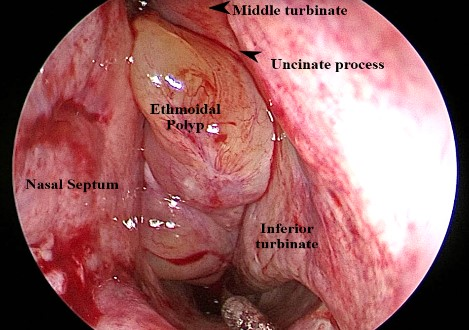 Middle turbinate
Uncinate process
Ethmoidal
Polyp
Nasal Septum
Inferior
turbinate